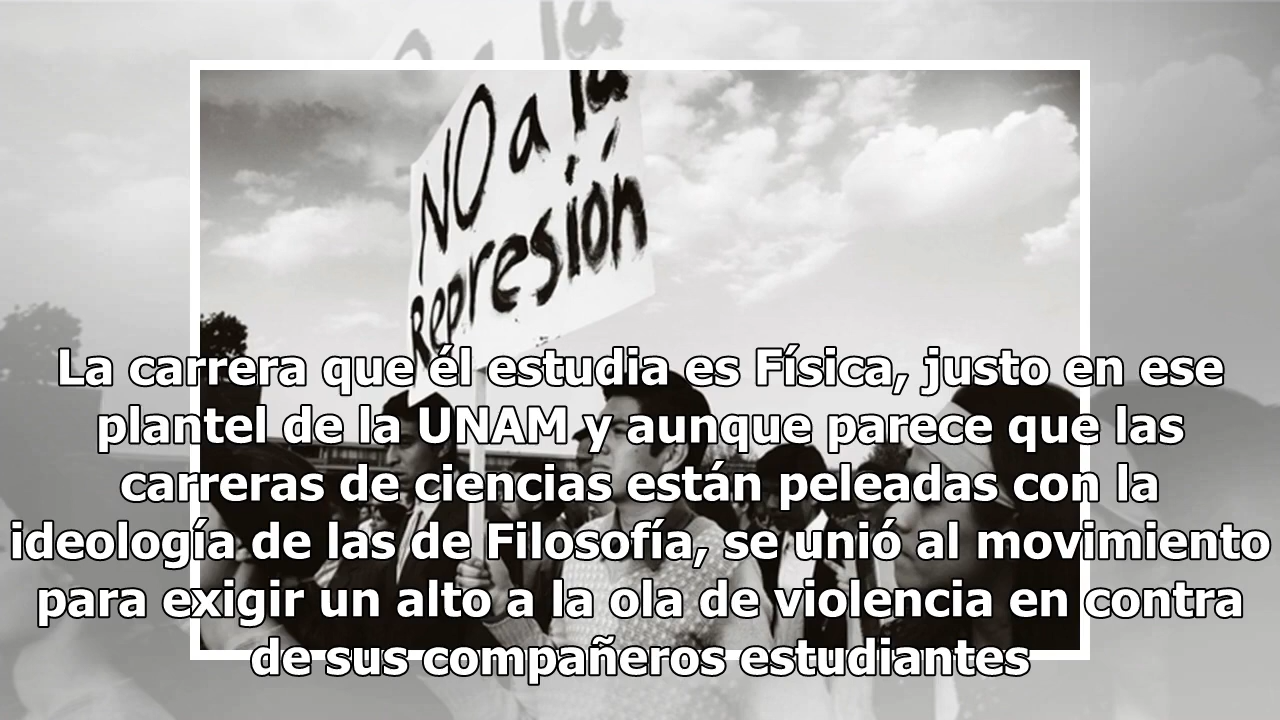 NO a la
Represión
La carrera que él estudia es Física, justo en ese
plantel de la UNAM y aunque parece que las
carreras de ciencias están peleadas con la
ideología de las de Filosofía, se unió al movimiento
para exigir un alto a la ola de violencia en contra
de sus compañeros estudiantes